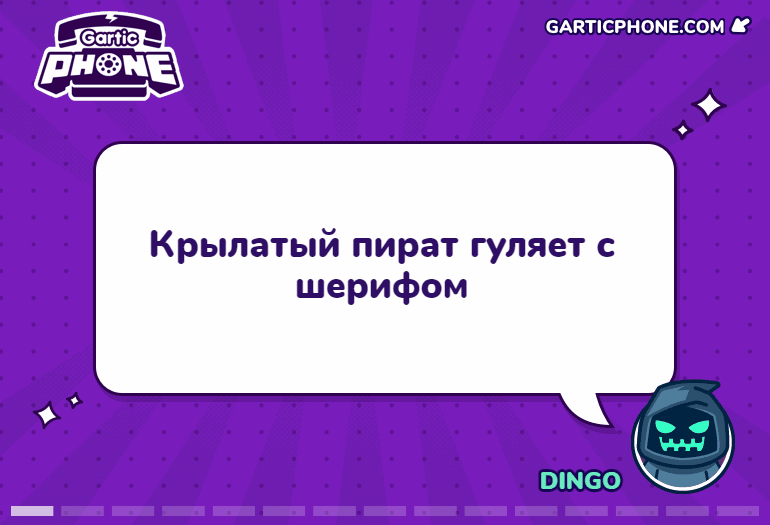 Gartic
PHONE
GARTICPHONE.COM
Крылатый пират гуляет с
шерифом
DINGO